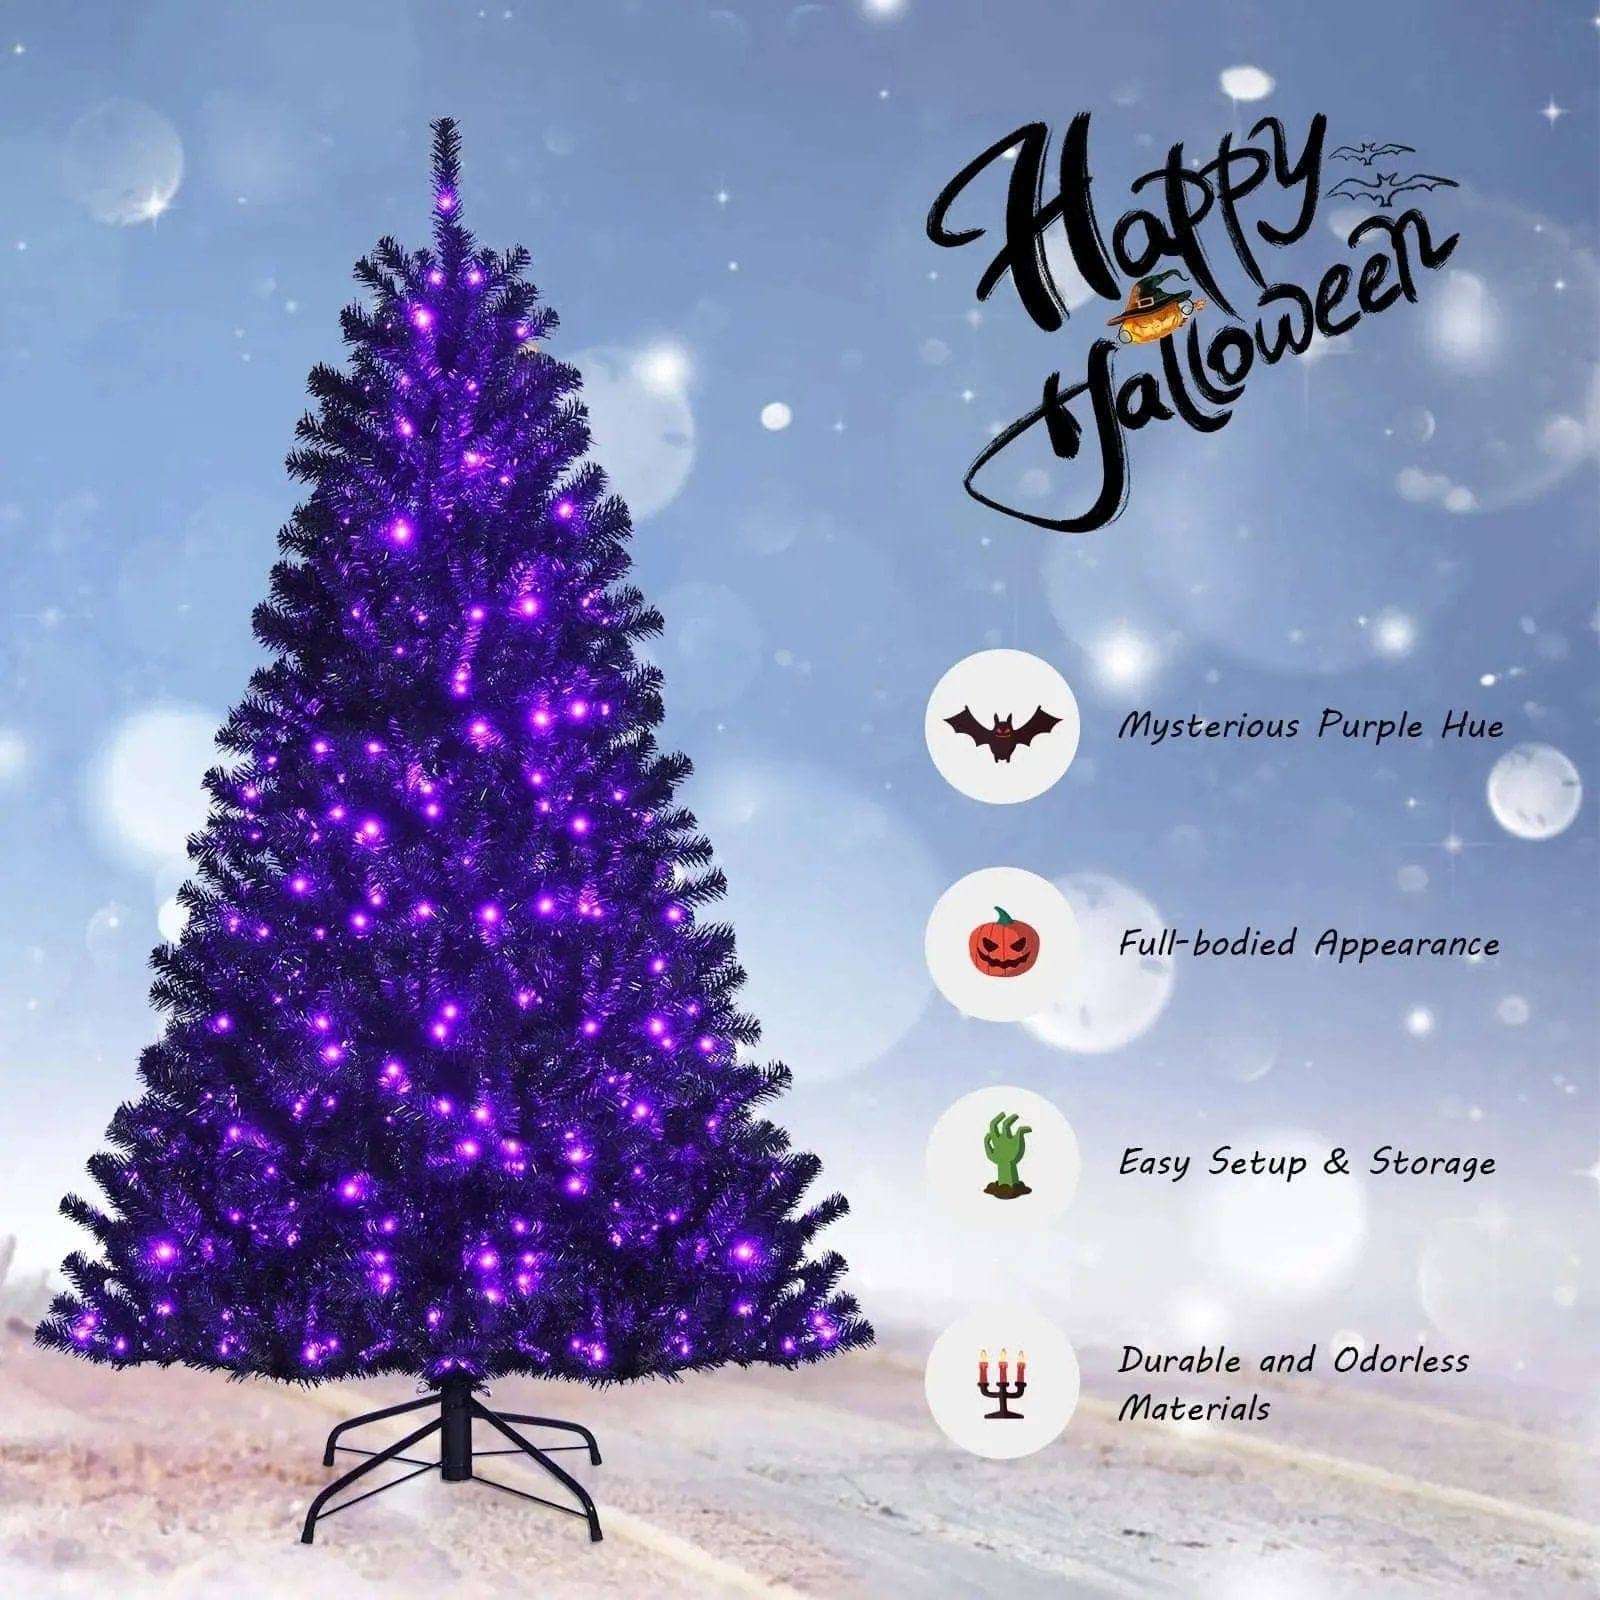 Happy
Halloween
Mysterious Purple Hue
Full-bodied Appearance
Easy Setup & Storage
Durable and Odorless
Materials